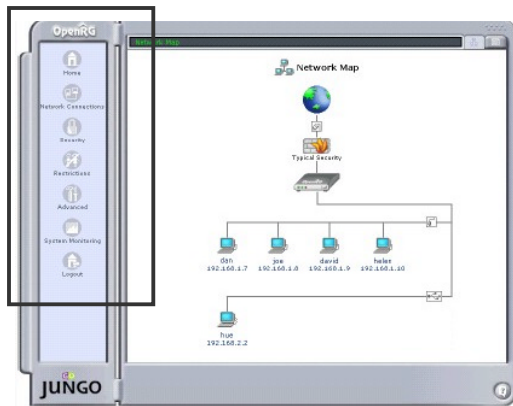 OpenRG
Network Map
Home
Network Connections
Security
Restrictions
Advanced
System Monitoring
Logout
JUNGO
Network Map
Typical Security
OpenRG
dan
192.168.1.7
joe
192.168.1.8
david
192.168.1.9
helen
192.168.1.10
hue
192.168.2.2